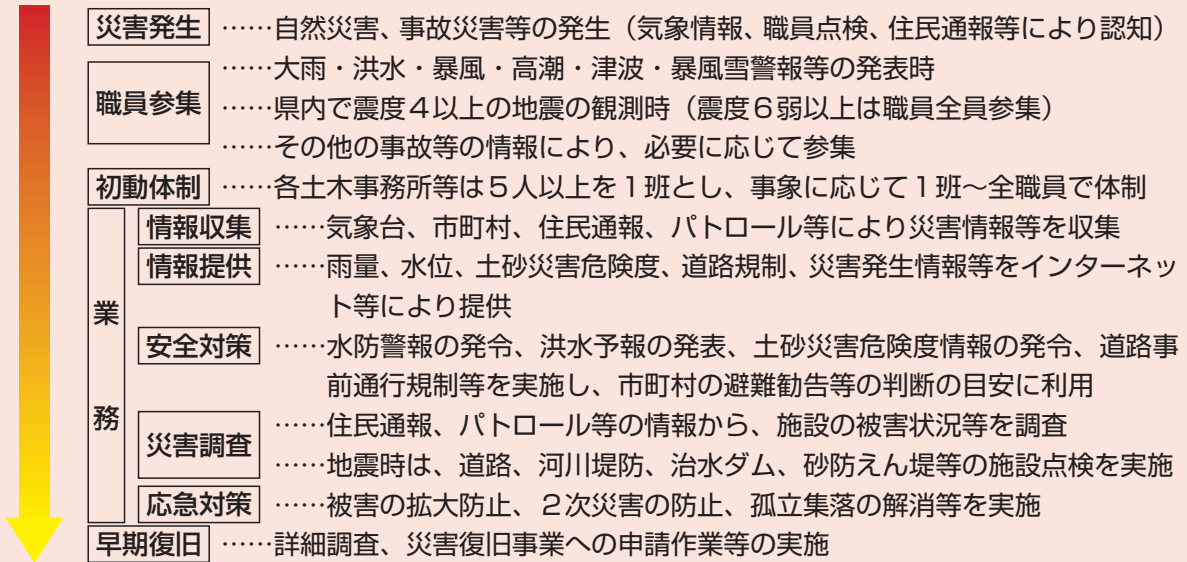 災害発生 ……自然災害、事故災害等の発生（気象情報、職員点検、住民通報等により認知）
職員参集 ……大雨・洪水・暴風・高潮・津波・暴風雪警報等の発表時
……県内で震度４以上の地震の観測時（震度６弱以上は職員全員参集）
……その他の事故等の情報により、必要に応じて参集
初動体制 ……各土木事務所等は５人以上を１班とし、事象に応じて１班～全職員で体制
業務
情報収集 ……気象台、市町村、住民通報、パトロール等により災害情報等を収集
情報提供 ……雨量、水位、土砂災害危険度、道路規制、災害発生情報等をインターネッ
ト等により提供
安全対策 ……水防警報の発令、洪水予報の発表、土砂災害危険度情報の発令、道路事
前通行規制等を実施し、市町村の避難勧告等の判断の目安に利用
災害調査 ……住民通報、パトロール等の情報から、施設の被害状況等を調査
……地震時は、道路、河川堤防、治水ダム、砂防えん堤等の施設点検を実施
応急対策 ……被害の拡大防止、２次災害の防止、孤立集落の解消等を実施
早期復旧 ……詳細調査、災害復旧事業への申請作業等の実施